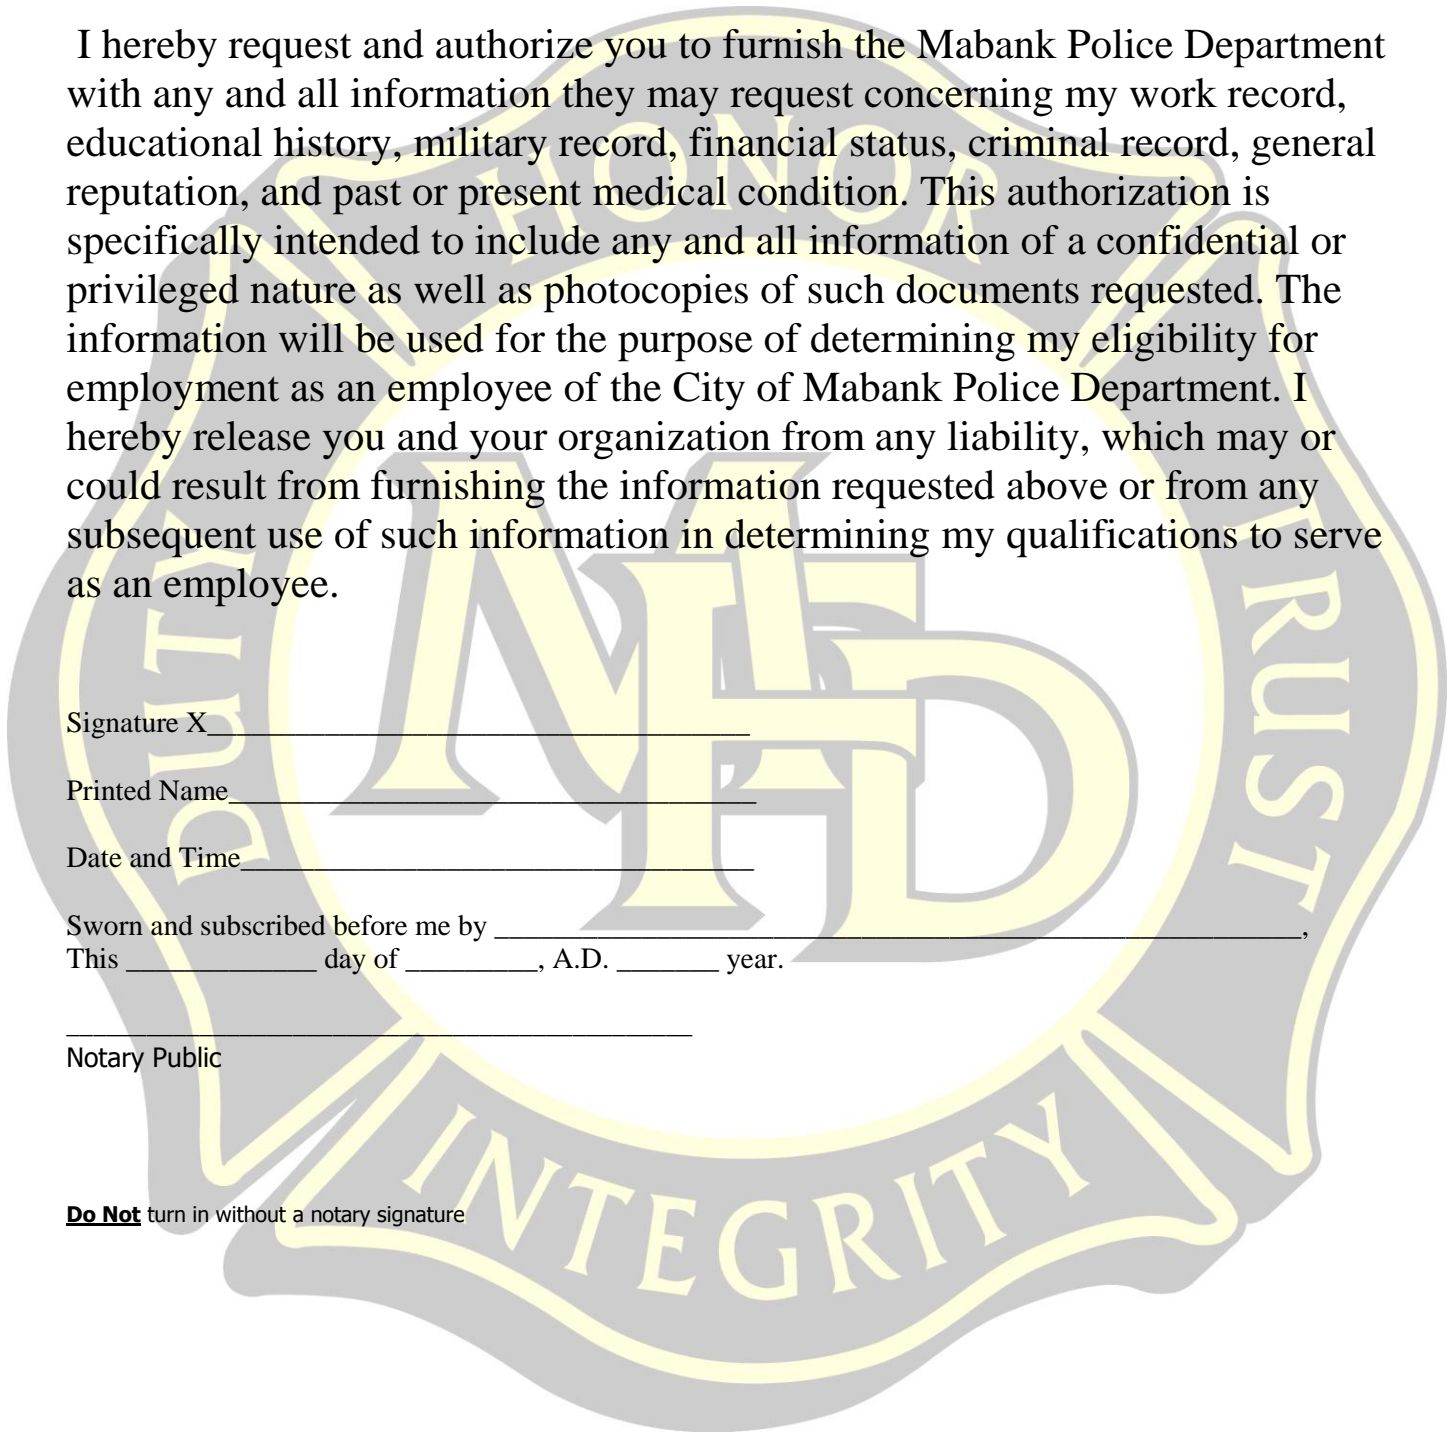 I hereby request and authorize you to furnish the Mabank Police Department
with any and all information they may request concerning my work record,
educational history, military record, financial status, criminal record, general
reputation, and past or present medical condition. This authorization is
specifically intended to include any and all information of a confidential or
privileged nature as well as photocopies of such documents requested. The
information will be used for the purpose of determining my eligibility for
employment as an employee of the City of Mabank Police Department. I
hereby release you and your organization from any liability, which may or
could result from furnishing the information requested above or from any
subsequent use of such information in determining my qualifications to serve
as an employee.
Signature X_____________________________________
Printed Name____________________________________
Date and Time___________________________________
Sworn and subscribed before me by _______________________________________________________,
This _____________ day of _________, A.D. _______ year.
_______________________________________________
Notary Public
Do Not turn in without a notary signature
HONOR
DUTY
TRUST
MFD
INTEGRITY